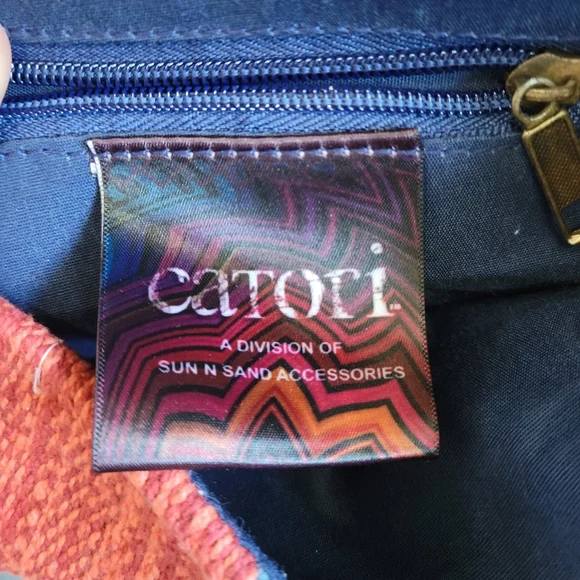 CATORI
A DIVISION OF
SUN N SAND ACCESSORIES